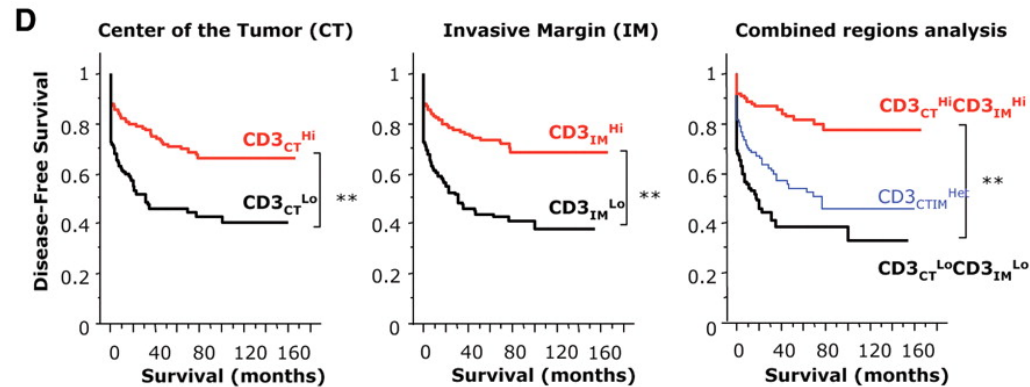 D
Center of the Tumor (CT)
Invasive Margin (IM)
Combined regions analysis
Disease-Free Survival
1
0.8
0.6
0.4
0.2
0
CD3CTHi
CD3CTLo
**
0 40 80 120 160
Survival (months)
1
0.8
0.6
0.4
0.2
0
CD3IMHi
CD3IMLo
**
0 40 80 120 160
Survival (months)
1
0.8
0.6
0.4
0.2
0
CD3CTHiCD3IMHi
CD3CTIMHet
CD3CTLoCD3IMLo
**
0 40 80 120 160
Survival (months)